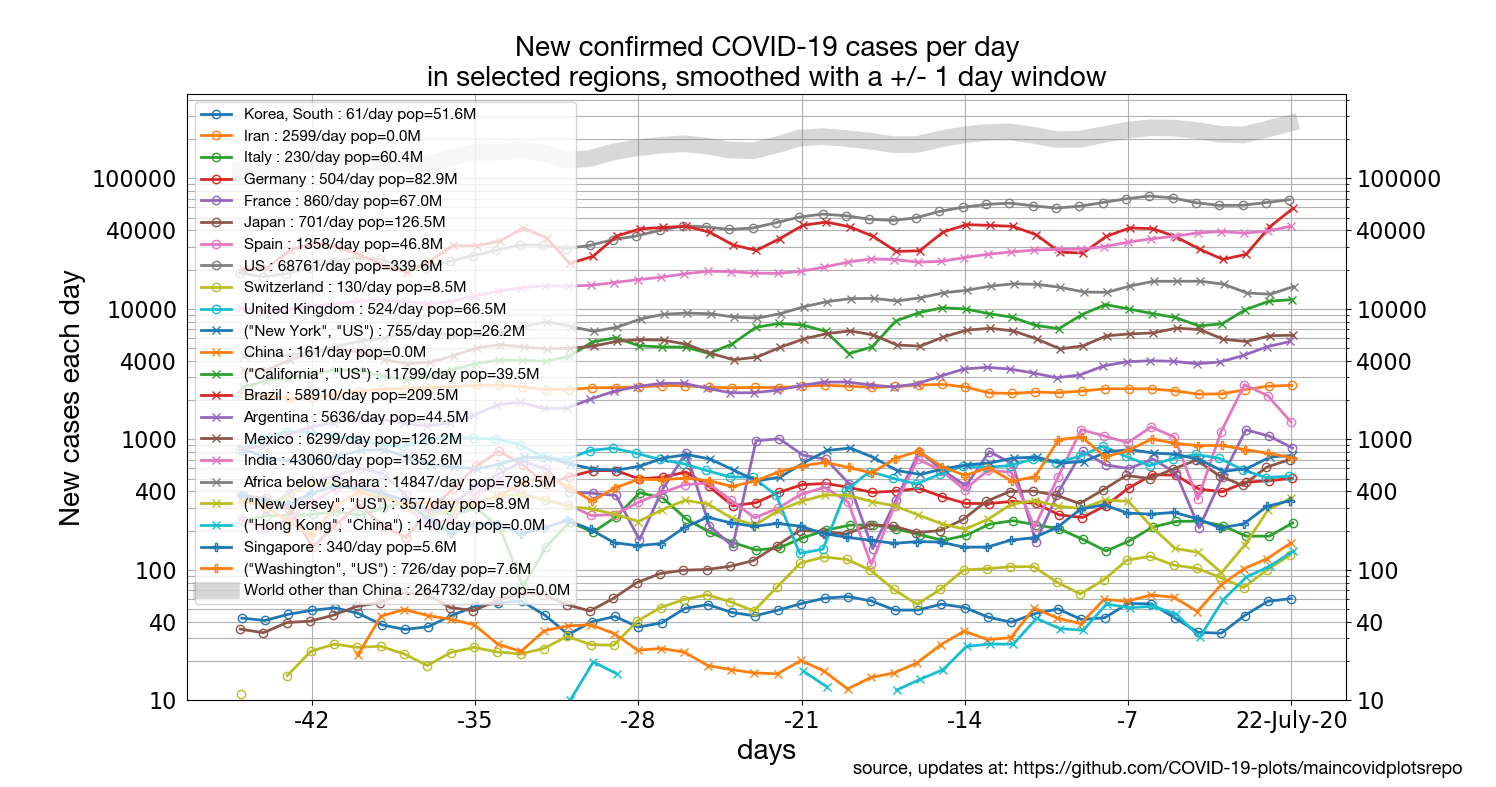 New confirmed COVID-19 cases per day
in selected regions, smoothed with a +/- 1 day window
Korea, South : 61/day pop=51.6M
Iran : 2599/day pop=0.0M
Italy : 230/day pop=60.4M
Germany : 504/day pop=82.9M
France : 860/day pop=67.0M
Japan : 701/day pop=126.5M
Spain : 1358/day pop=46.8M
US : 68761/day pop=339.6M
Switzerland : 130/day pop=8.5M
United Kingdom : 524/day pop=66.5M
("New York", "US") : 755/day pop=26.2M
China : 161/day pop=0.0M
("California", "US") : 11799/day pop=39.5M
Brazil : 58910/day pop=209.5M
Argentina : 5636/day pop=44.5M
Mexico : 6299/day pop=126.2M
India : 43060/day pop=1352.6M
Africa below Sahara : 14847/day pop=798.5M
("New Jersey", "US") : 357/day pop=8.9M
("Hong Kong", "China") : 140/day pop=0.0M
Singapore : 340/day pop=5.6M
("Washington", "US") : 726/day pop=7.6M
World other than China : 264732/day pop=0.0M
New cases each day
100000
40000
10000
4000
1000
400
100
40
10
100000
40000
10000
4000
1000
400
100
40
10
-42 -35 -28 -21 -14 -7 22-July-20
days
source, updates at: https://github.com/COVID-19-plots/maincovidplotsrepo